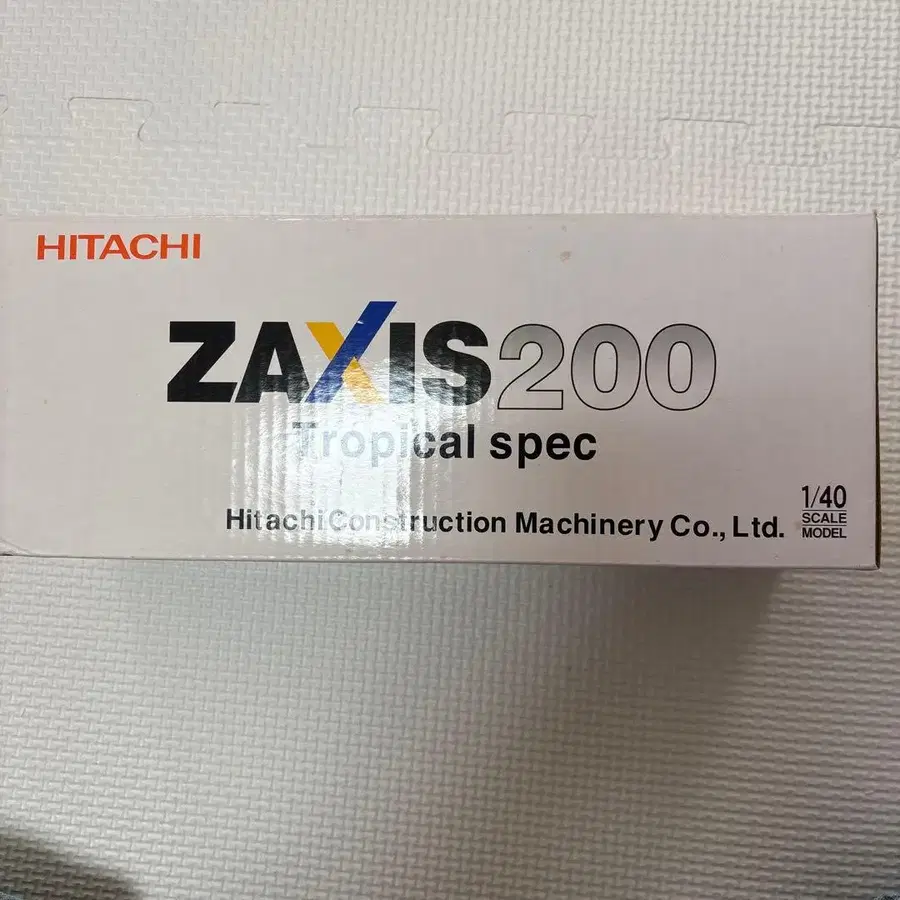 HITACHI
ZAXIS200
Tropical spec
Hitachi Construction Machinery Co., Ltd.
1/40
SCALE
MODEL